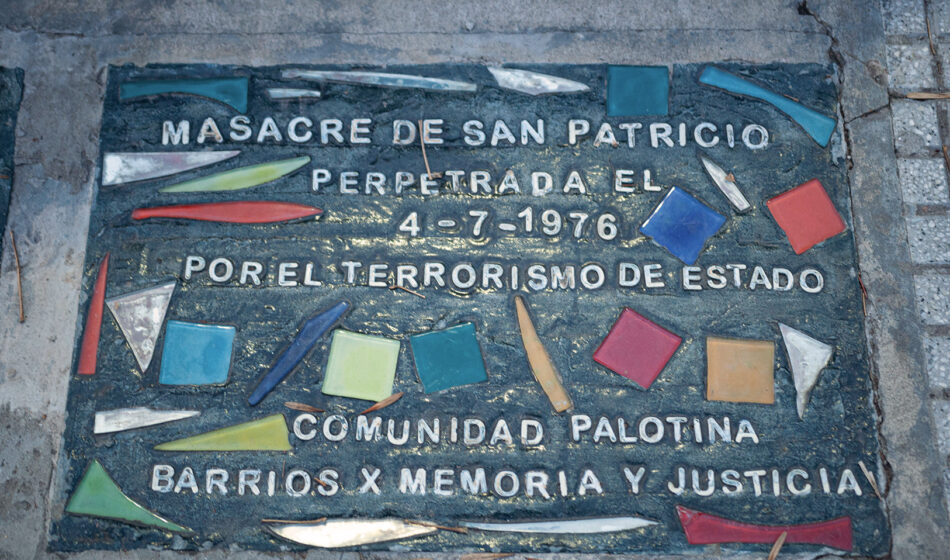 MASACRE DE SAN PATRICIO
PERPETRADA EL
4-7-1976
POR EL TERRORISMO DE ESTADO
COMUNIDAD PALOTINA
BARRIOS X MEMORIA Y JUSTICIA